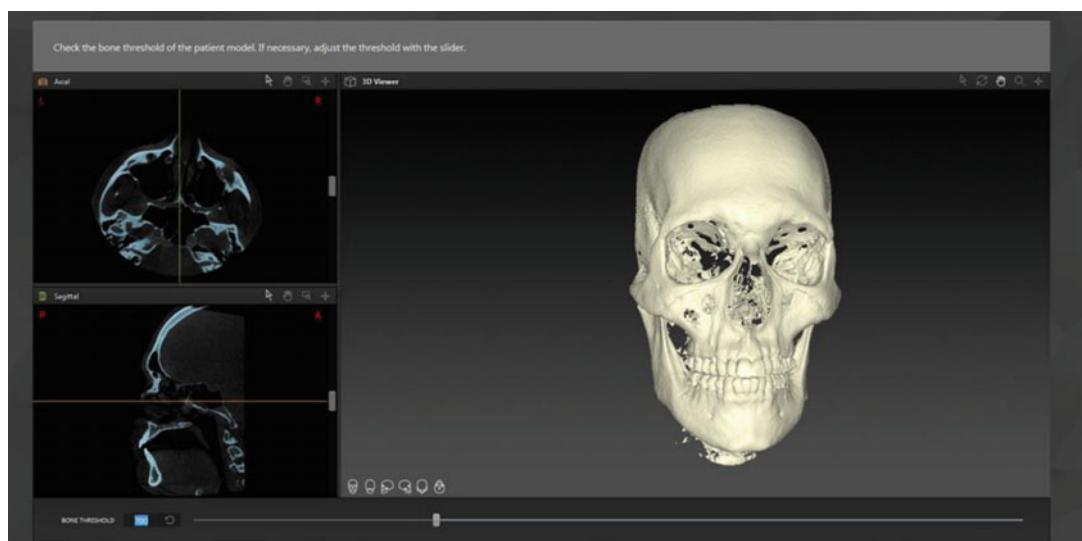 Check the bone threshold of the patient model. If necessary, adjust the threshold with the slider.
Axial
3D Viewer
L
R
Sagittal
P
A
BONE THRESHOLD
700